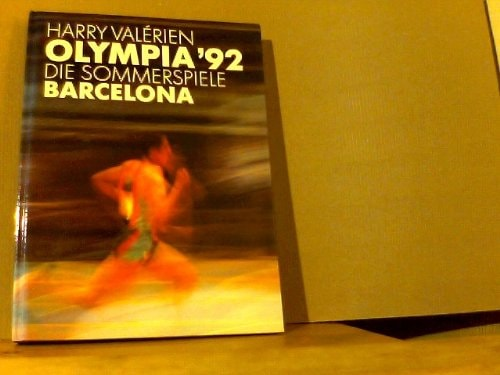 HARRY VALÉRIEN
OLYMPIA '92
DIE SOMMERSPIELE
BARCELONA